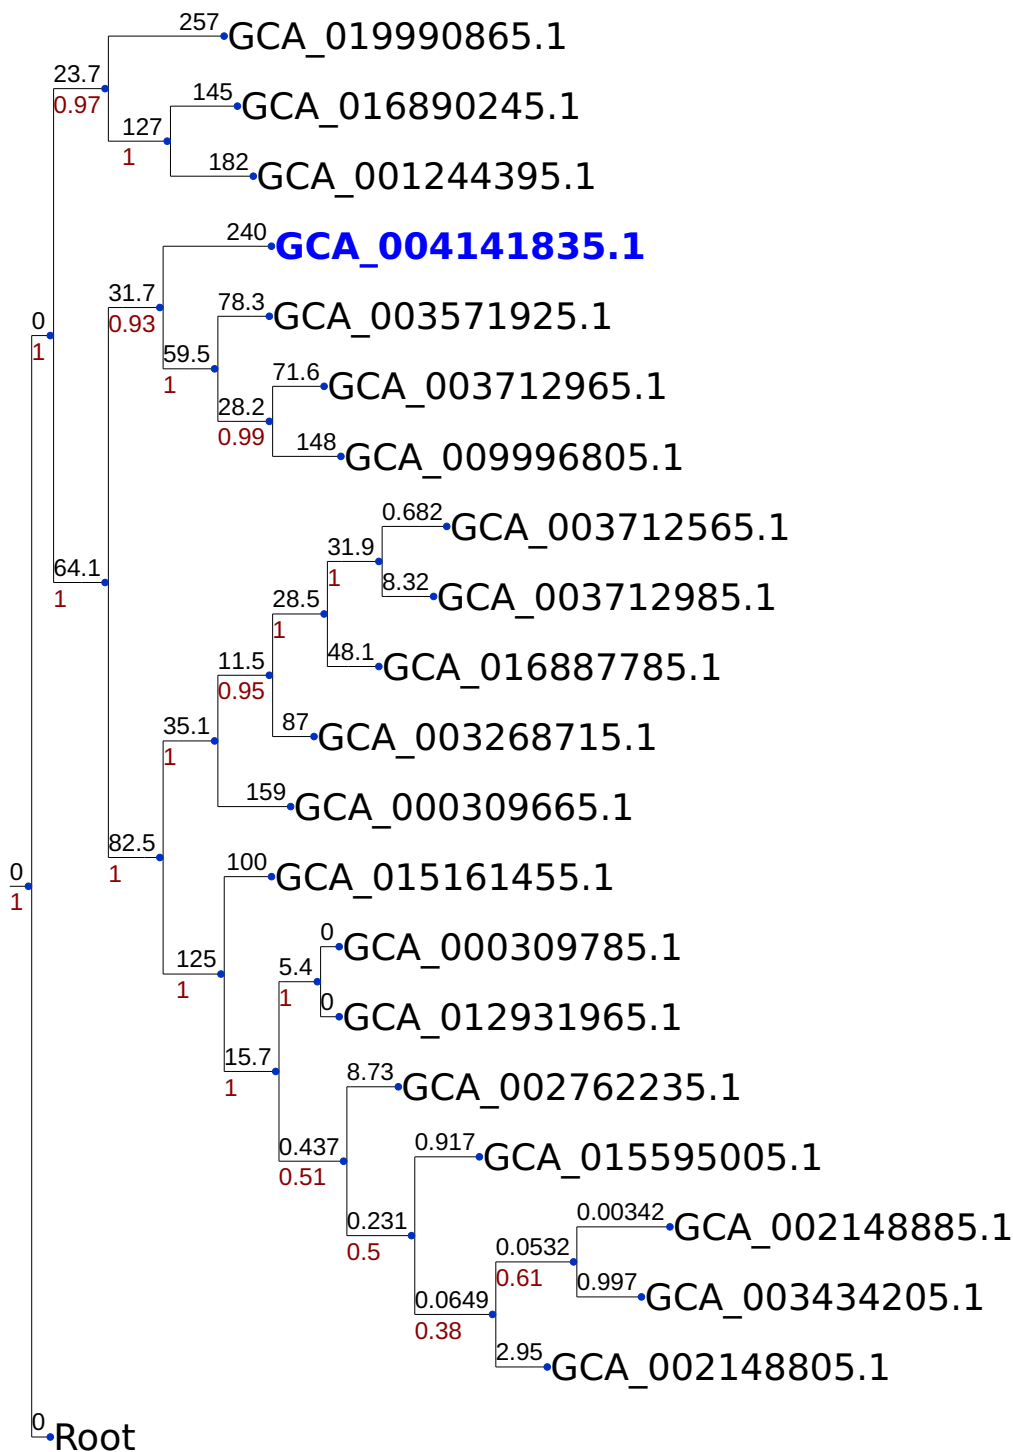 257 GCA_019990865.1
23.7
0.97
145 GCA_016890245.1
127
1
182 GCA_001244395.1
240 GCA_004141835.1
31.7
0.93
78.3 GCA_003571925.1
0
1
59.5
1
71.6 GCA_003712965.1
28.2
0.99
148 GCA_009996805.1
0.682 GCA_003712565.1
31.9
1
64.1
1
8.32 GCA_003712985.1
28.5
1
48.1 GCA_016887785.1
11.5
0.95
87 GCA_003268715.1
35.1
1
159 GCA_000309665.1
82.5
1
0
1
100 GCA_015161455.1
0 GCA_000309785.1
125
1
5.4
1
0 GCA_012931965.1
15.7
1
8.73 GCA_002762235.1
0.437
0.51
0.917 GCA_015595005.1
0.231
0.5
0.00342 GCA_002148885.1
0.0532
0.61
0.997 GCA_003434205.1
0.0649
0.38
2.95 GCA_002148805.1
0 Root